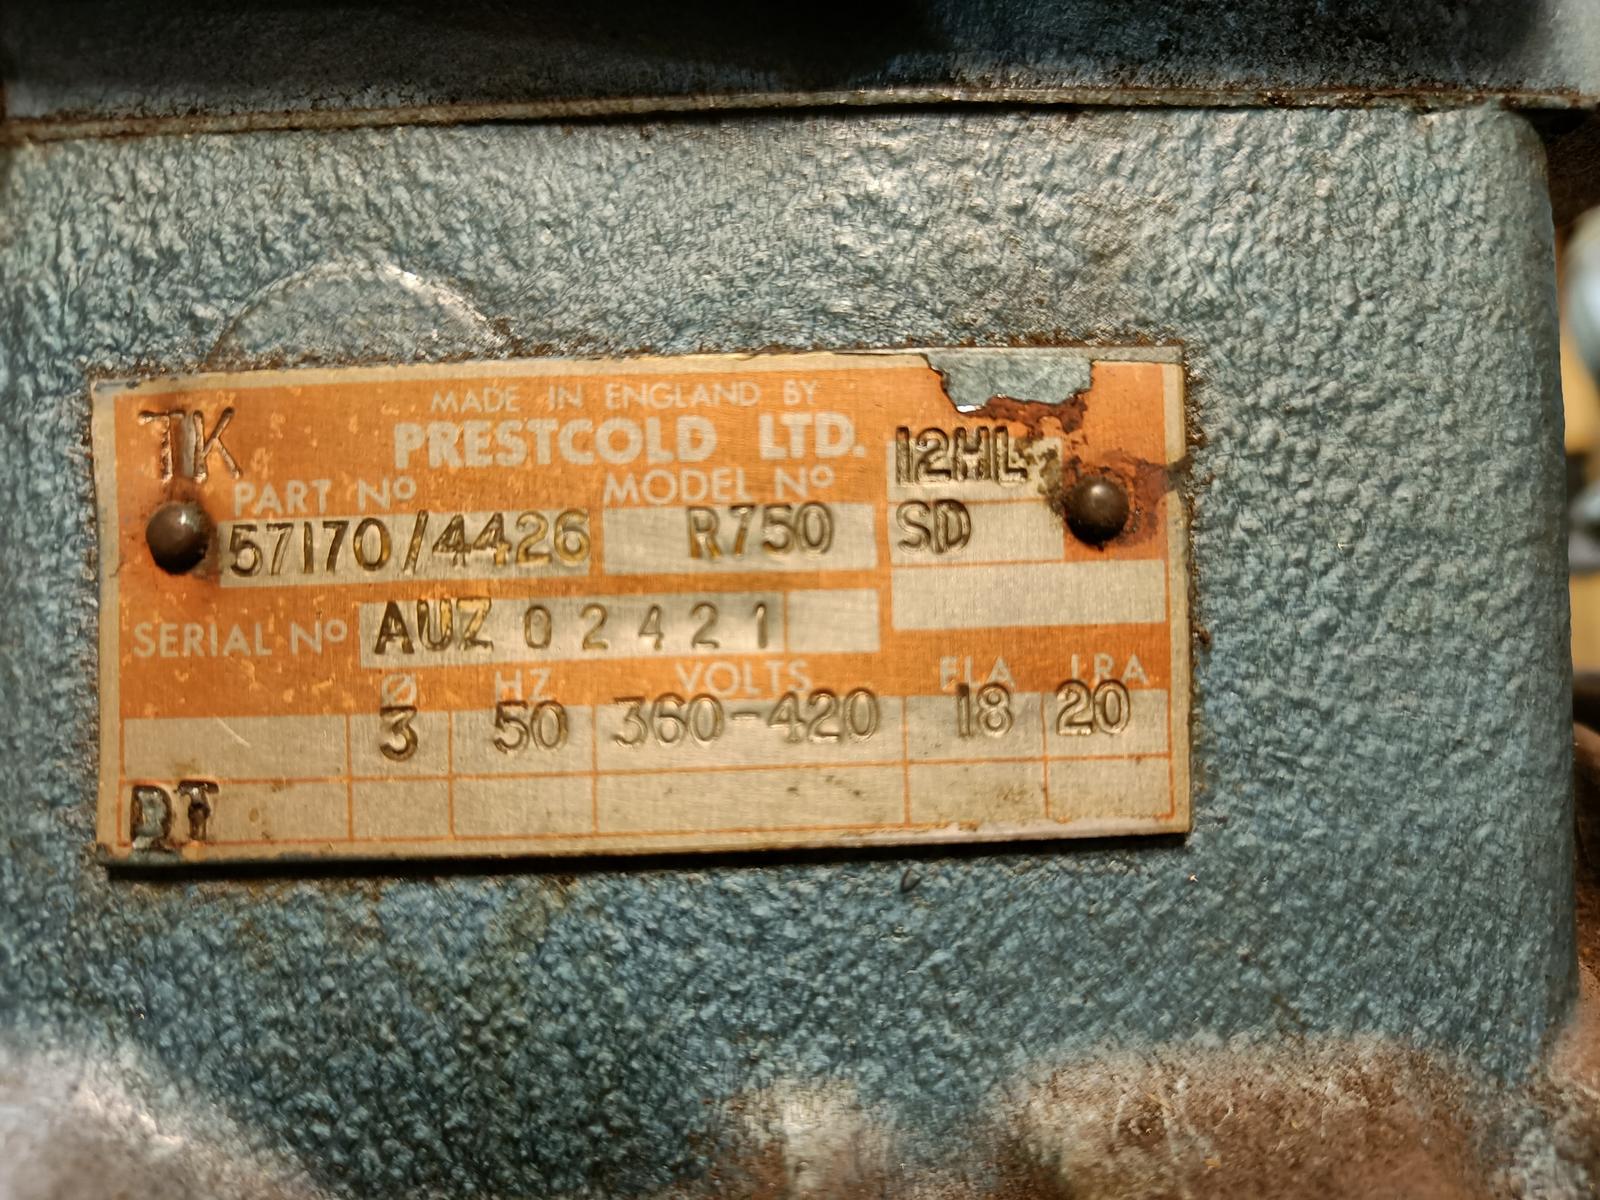 TK
MADE IN ENGLAND BY
PRESTCOLD LTD.
PART Nº MODEL Nº 12HL
57170/4426 R750 SD
SERIAL Nº AUZ 02421
Ø HZ VOLTS FLA LRA
3 50 360-420 18 20
DT